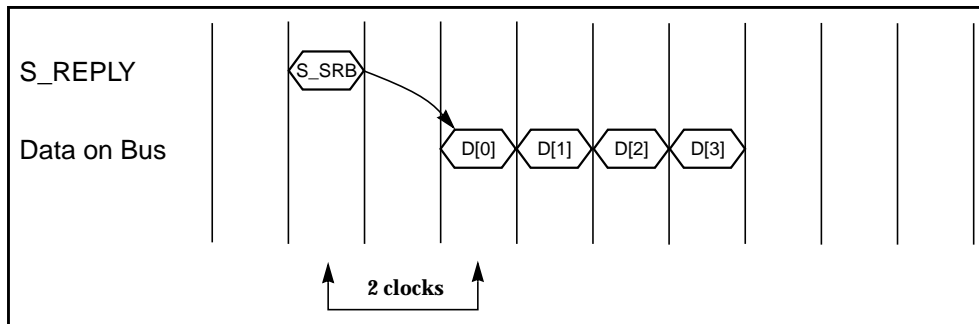 S_REPLY S_SRB
Data on Bus D[0] D[1] D[2] D[3]
2 clocks